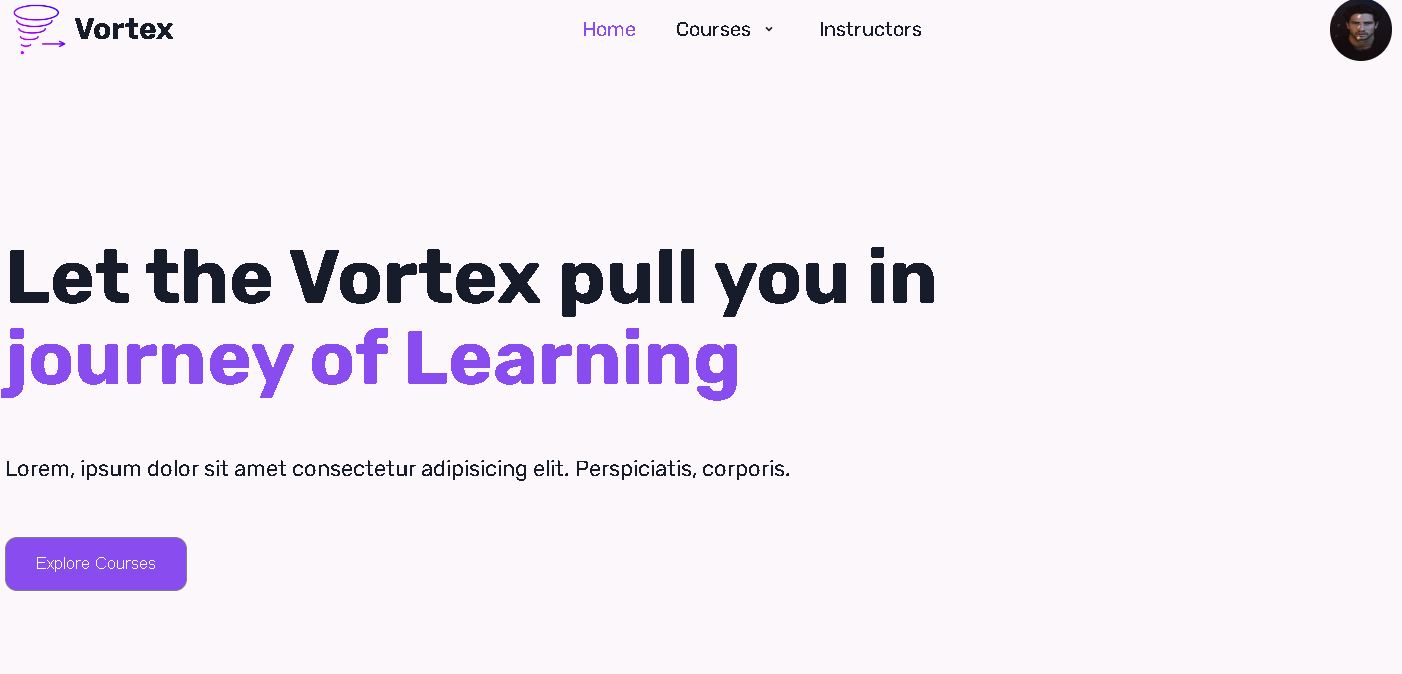 Vortex
Home Courses Instructors
Let the Vortex pull you in
journey of Learning
Lorem, ipsum dolor sit amet consectetur adipisicing elit. Perspiciatis, corporis.
Explore Courses